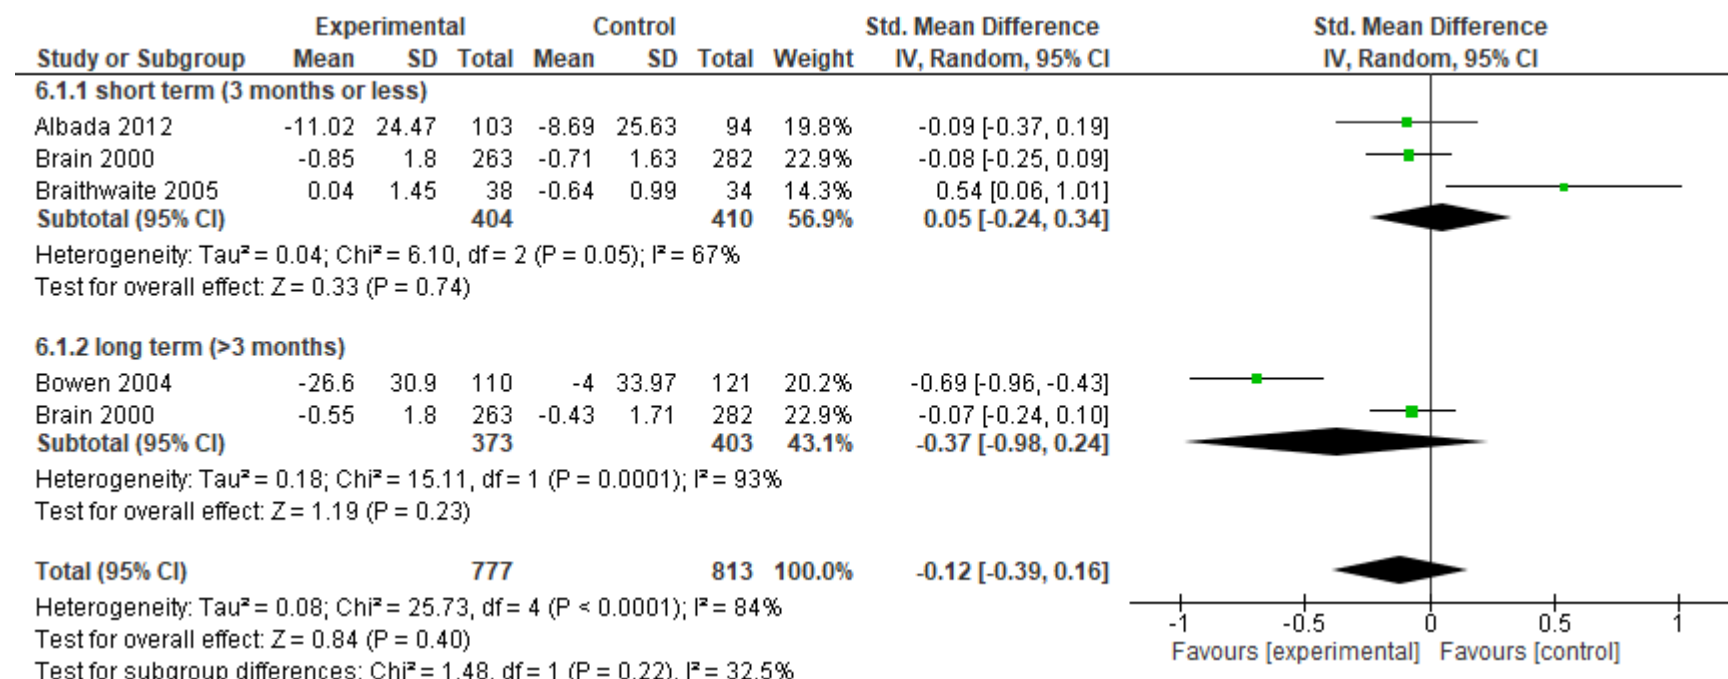 Experimental Control Std. Mean Difference Std. Mean Difference
Study or Subgroup Mean SD Total Mean SD Total Weight IV, Random, 95% CI IV, Random, 95% CI
6.1.1 short term (3 months or less)
Albada 2012 -11.02 24.47 103 -8.69 25.63 94 19.8% -0.09 [-0.37, 0.19]
Brain 2000 -0.85 1.8 263 -0.71 1.63 282 22.9% -0.08 [-0.25, 0.09]
Braithwaite 2005 0.04 1.45 38 -0.64 0.99 34 14.3% 0.54 [0.06, 1.01]
Subtotal (95% CI) 404 410 56.9% 0.05 [-0.24, 0.34]
Heterogeneity: Tau² = 0.04; Chi² = 6.10, df = 2 (P = 0.05); I² = 67%
Test for overall effect: Z = 0.33 (P = 0.74)
6.1.2 long term (>3 months)
Bowen 2004 -26.6 30.9 110 -4 33.97 121 20.2% -0.69 [-0.96, -0.43]
Brain 2000 -0.55 1.8 263 -0.43 1.71 282 22.9% -0.07 [-0.24, 0.10]
Subtotal (95% CI) 373 403 43.1% -0.37 [-0.98, 0.24]
Heterogeneity: Tau² = 0.18; Chi² = 15.11, df = 1 (P = 0.0001); I² = 93%
Test for overall effect: Z = 1.19 (P = 0.23)
Total (95% CI) 777 813 100.0% -0.12 [-0.39, 0.16]
Heterogeneity: Tau² = 0.08; Chi² = 25.73, df = 4 (P < 0.0001); I² = 84%
Test for overall effect: Z = 0.84 (P = 0.40)
Test for subgroup differences: Chi² = 1.48, df = 1 (P = 0.22), I² = 32.5%
-1 -0.5 0 0.5 1
Favours [experimental] Favours [control]